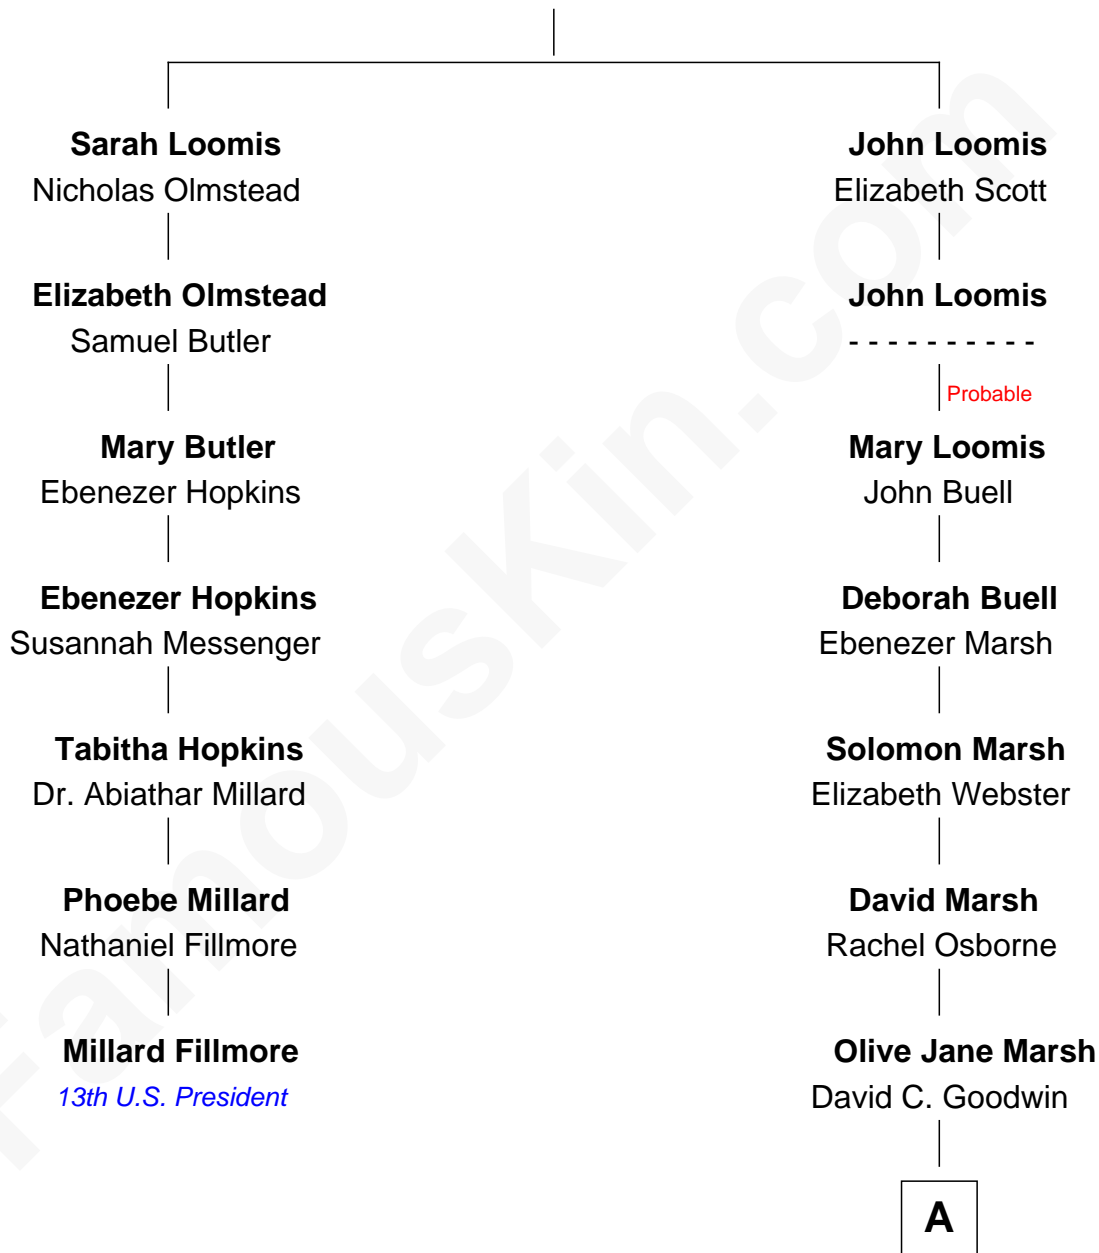 Sarah Loomis
Nicholas Olmstead
Elizabeth Olmstead
Samuel Butler
Mary Butler
Ebenezer Hopkins
Ebenezer Hopkins
Susannah Messenger
Tabitha Hopkins
Dr. Abiathar Millard
Phoebe Millard
Nathaniel Fillmore
Millard Fillmore
13th U.S. President
John Loomis
Elizabeth Scott
John Loomis
- - - - - - - - - -
Probable
Mary Loomis
John Buell
Deborah Buell
Ebenezer Marsh
Solomon Marsh
Elizabeth Webster
David Marsh
Rachel Osborne
Olive Jane Marsh
David C. Goodwin
A
FamousKin.com